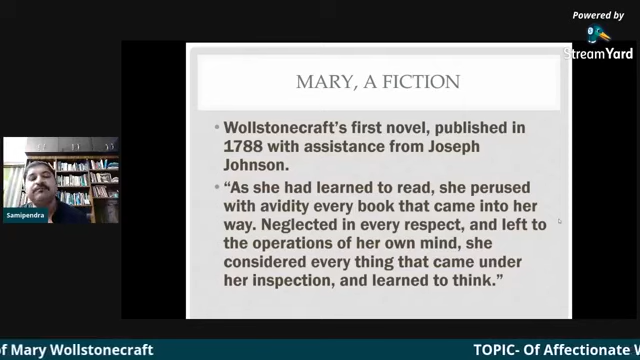 Powered by
StreamYard
MARY, A FICTION
• Wollstonecraft's first novel, published in
1788 with assistance from Joseph
Johnson.
• "As she had learned to read, she perused
with avidity every book that came into her
way. Neglected in every respect, and left to
the operations of her own mind, she
considered every thing that came under
her inspection, and learned to think."
Samipendra
of Mary Wollstonecraft
TOPIC- Of Affectionate W